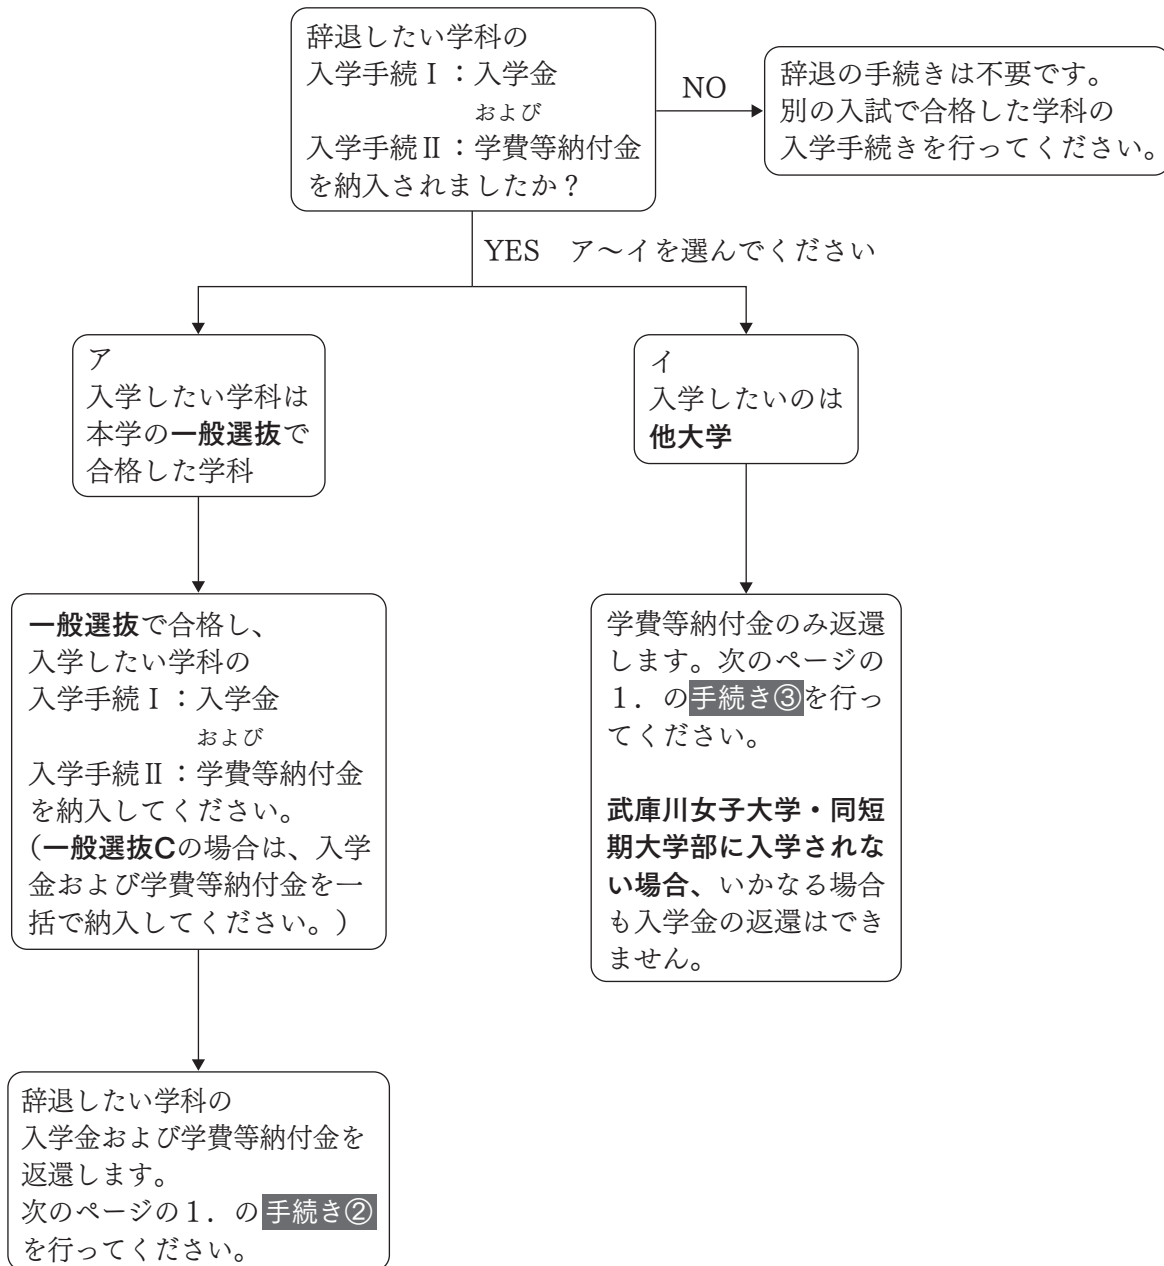 辞退したい学科の
入学手続Ⅰ：入学金
および
入学手続Ⅱ：学費等納付金
を納入されましたか？
NO
辞退の手続きは不要です。
別の入試で合格した学科の
入学手続きを行ってください。
YES　ア～イを選んでください
ア
入学したい学科は
本学の一般選抜で
合格した学科
イ
入学したいのは
他大学
一般選抜で合格し、
入学したい学科の
入学手続Ⅰ：入学金
および
入学手続Ⅱ：学費等納付金
を納入してください。
（一般選抜Cの場合は、入学
金および学費等納付金を一
括で納入してください。）
学費等納付金のみ返還
します。次のページの
１．の手続き③を行っ
てください。
武庫川女子大学・同短
期大学部に入学されな
い場合、いかなる場合
も入学金の返還はでき
ません。
辞退したい学科の
入学金および学費等納付金を
返還します。
次のページの１．の手続き②
を行ってください。